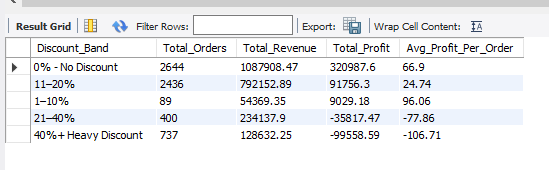 Result Grid Filter Rows: Export: Wrap Cell Content:
Discount_Band Total_Orders Total_Revenue Total_Profit Avg_Profit_Per_Order
0% - No Discount 2644 1087908.47 320987.6 66.9
11–20% 2436 792152.89 91756.3 24.74
1–10% 89 54369.35 9029.18 96.06
21–40% 400 234137.9 -35817.47 -77.86
40%+ Heavy Discount 737 128632.25 -99558.59 -106.71